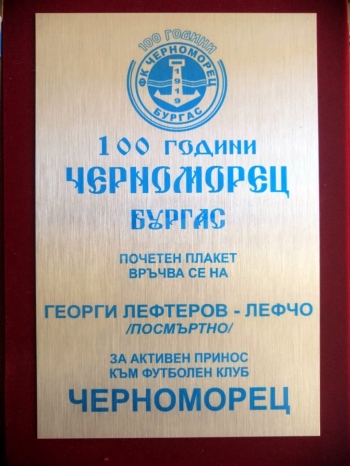 100 ГОДИНИ
ФК ЧЕРНОМОРЕЦ
1919
БУРГАС
100 ГОДИНИ
ЧЕРНОМОРЕЦ
БУРГАС
ПОЧЕТЕН ПЛАКЕТ
ВРЪЧВА СЕ НА
ГЕОРГИ ЛЕФТЕРОВ - ЛЕФЧО
/ПОСМЪРТНО/
ЗА АКТИВЕН ПРИНОС
КЪМ ФУТБОЛЕН КЛУБ
ЧЕРНОМОРЕЦ